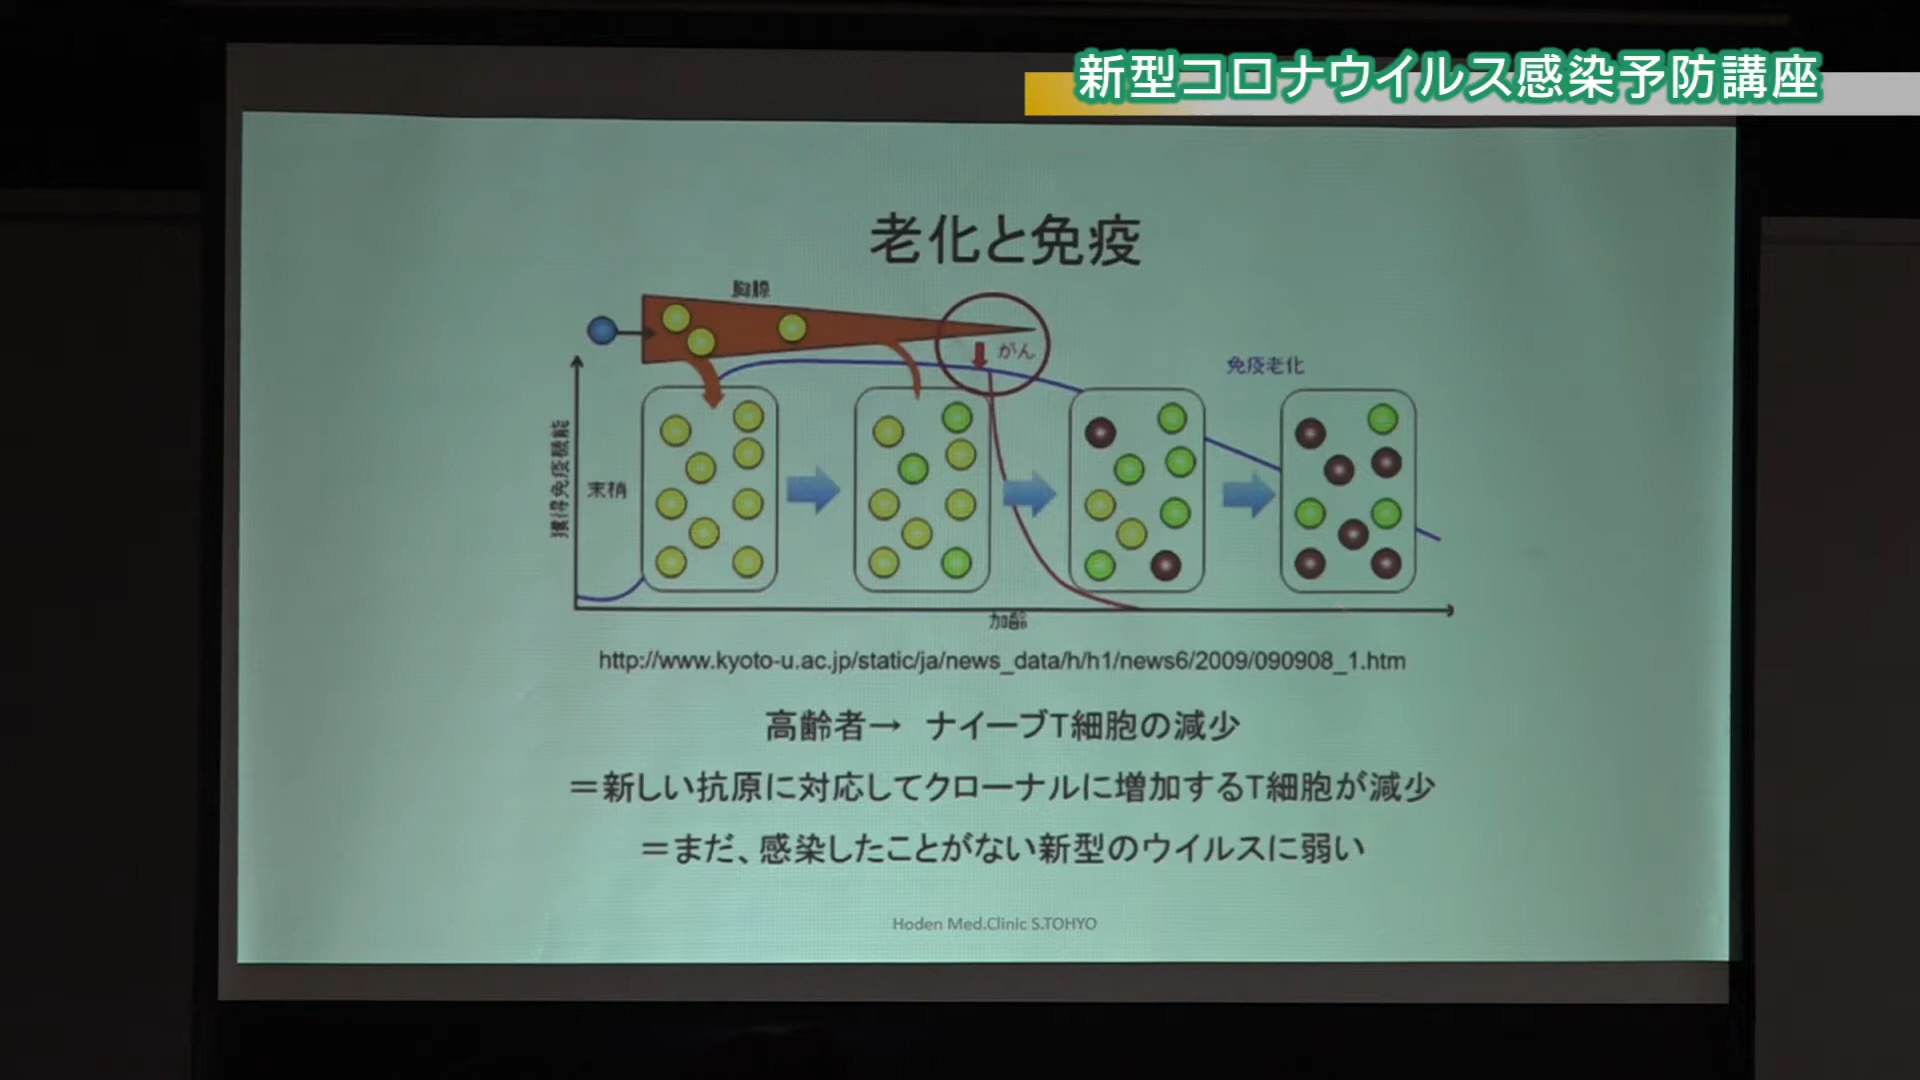 新型コロナウイルス感染予防講座
老化と免疫
胸腺
がん
免疫老化
獲得免疫機能
末梢
加齢
http://www.kyoto-u.ac.jp/static/ja/news_data/h/h1/news6/2009/090908_1.htm
高齢者→ ナイーブT細胞の減少
＝新しい抗原に対応してクローナルに増加するT細胞が減少
＝まだ、感染したことがない新型のウイルスに弱い
Hoden Med.Clinic S.TOHYO